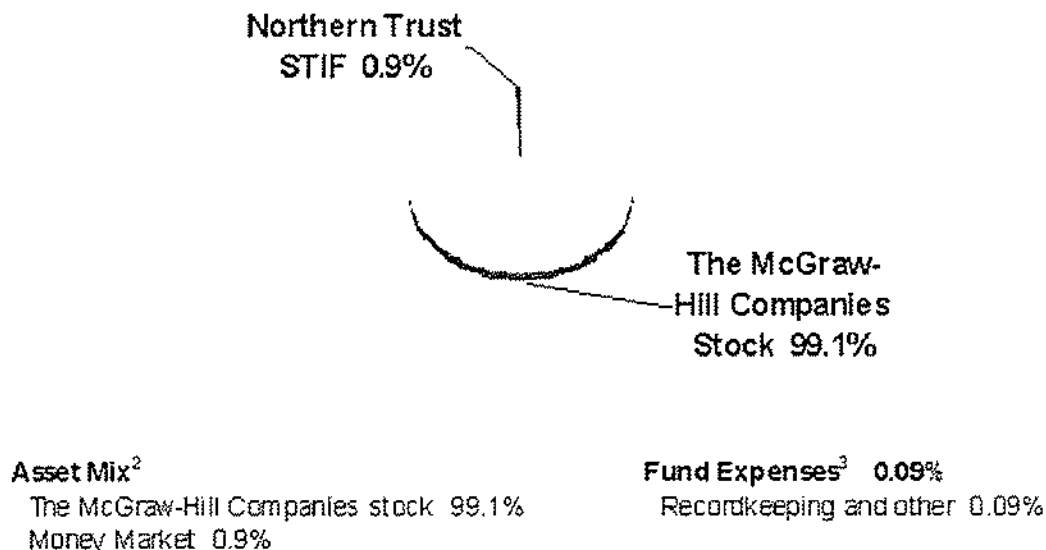 Northern Trust
STIF 0.9%
The McGraw-
Hill Companies
Stock 99.1%
Asset Mix²
The McGraw-Hill Companies stock 99.1%
Money Market 0.9%
Fund Expenses³ 0.09%
Recordkeeping and other 0.09%